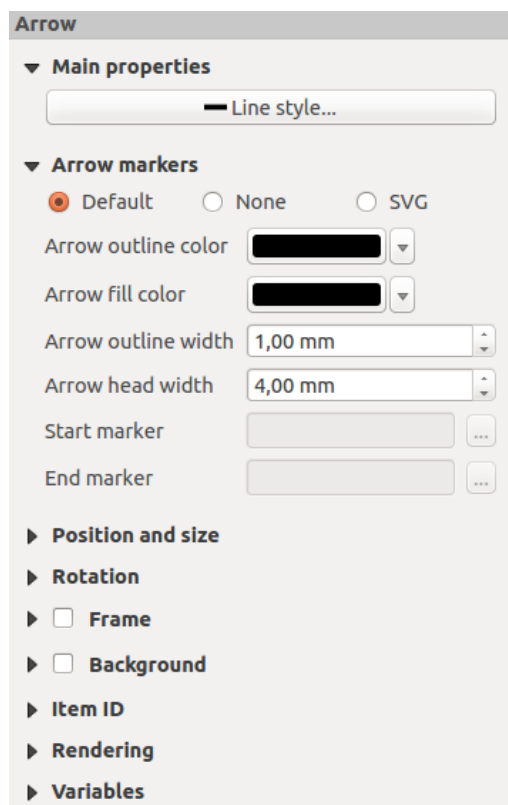 Arrow
Main properties
Line style...
Arrow markers
Default None SVG
Arrow outline color
Arrow fill color
Arrow outline width 1,00 mm
Arrow head width 4,00 mm
Start marker ...
End marker ...
Position and size
Rotation
Frame
Background
Item ID
Rendering
Variables